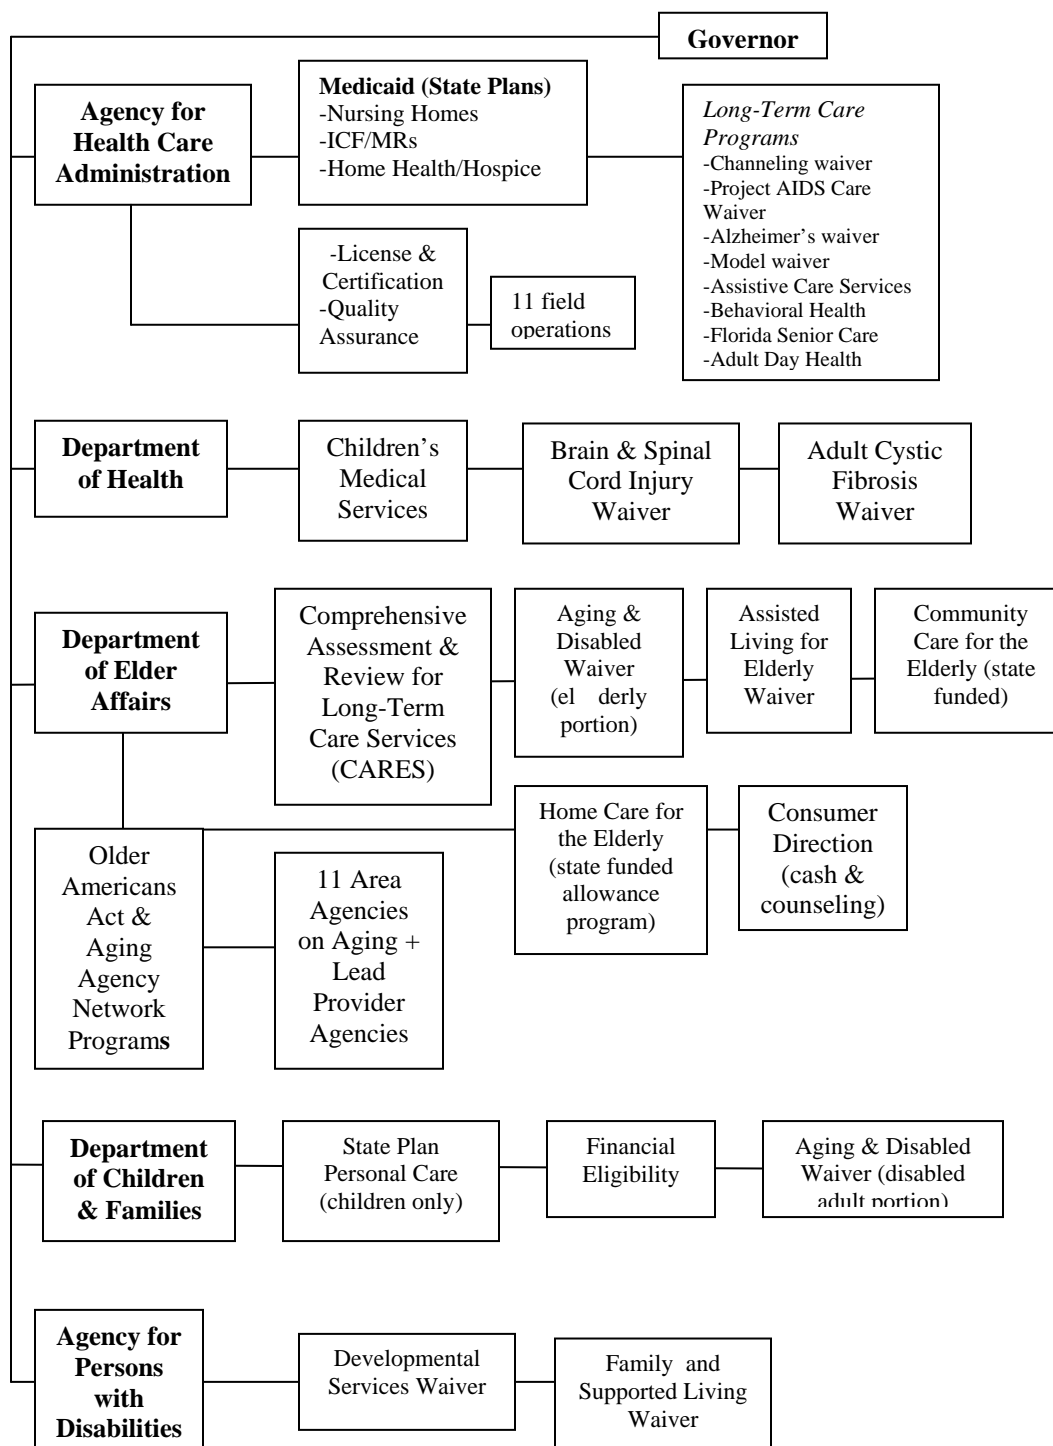 Governor
Agency for
Health Care
Administration
Medicaid (State Plans)
-Nursing Homes
-ICF/MRs
-Home Health/Hospice
Long-Term Care
Programs
-Channeling waiver
-Project AIDS Care
Waiver
-Alzheimer’s waiver
-Model waiver
-Assistive Care Services
-Behavioral Health
-Florida Senior Care
-Adult Day Health
-License &
Certification
-Quality
Assurance
11 field
operations
Department
of Health
Children’s
Medical
Services
Brain & Spinal
Cord Injury
Waiver
Adult Cystic
Fibrosis
Waiver
Department
of Elder
Affairs
Comprehensive
Assessment &
Review for
Long-Term
Care Services
(CARES)
Aging &
Disabled
Waiver
(el derly
portion)
Assisted
Living for
Elderly
Waiver
Community
Care for the
Elderly (state
funded)
Older
Americans
Act &
Aging
Agency
Network
Programs
11 Area
Agencies
on Aging +
Lead
Provider
Agencies
Home Care for
the Elderly
(state funded
allowance
program)
Consumer
Direction
(cash &
counseling)
Department
of Children
& Families
State Plan
Personal Care
(children only)
Financial
Eligibility
Aging & Disabled
Waiver (disabled
adult portion)
Agency for
Persons
with
Disabilities
Developmental
Services Waiver
Family and
Supported Living
Waiver